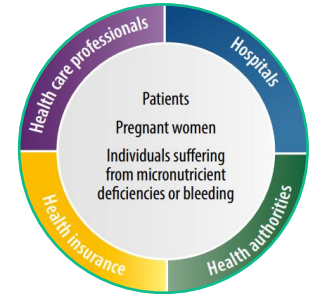 Health care professionals
Hospitals
Patients
Pregnant women
Individuals suffering
from micronutricient
deficiencies or bleeding
Health insurance
Health authorities